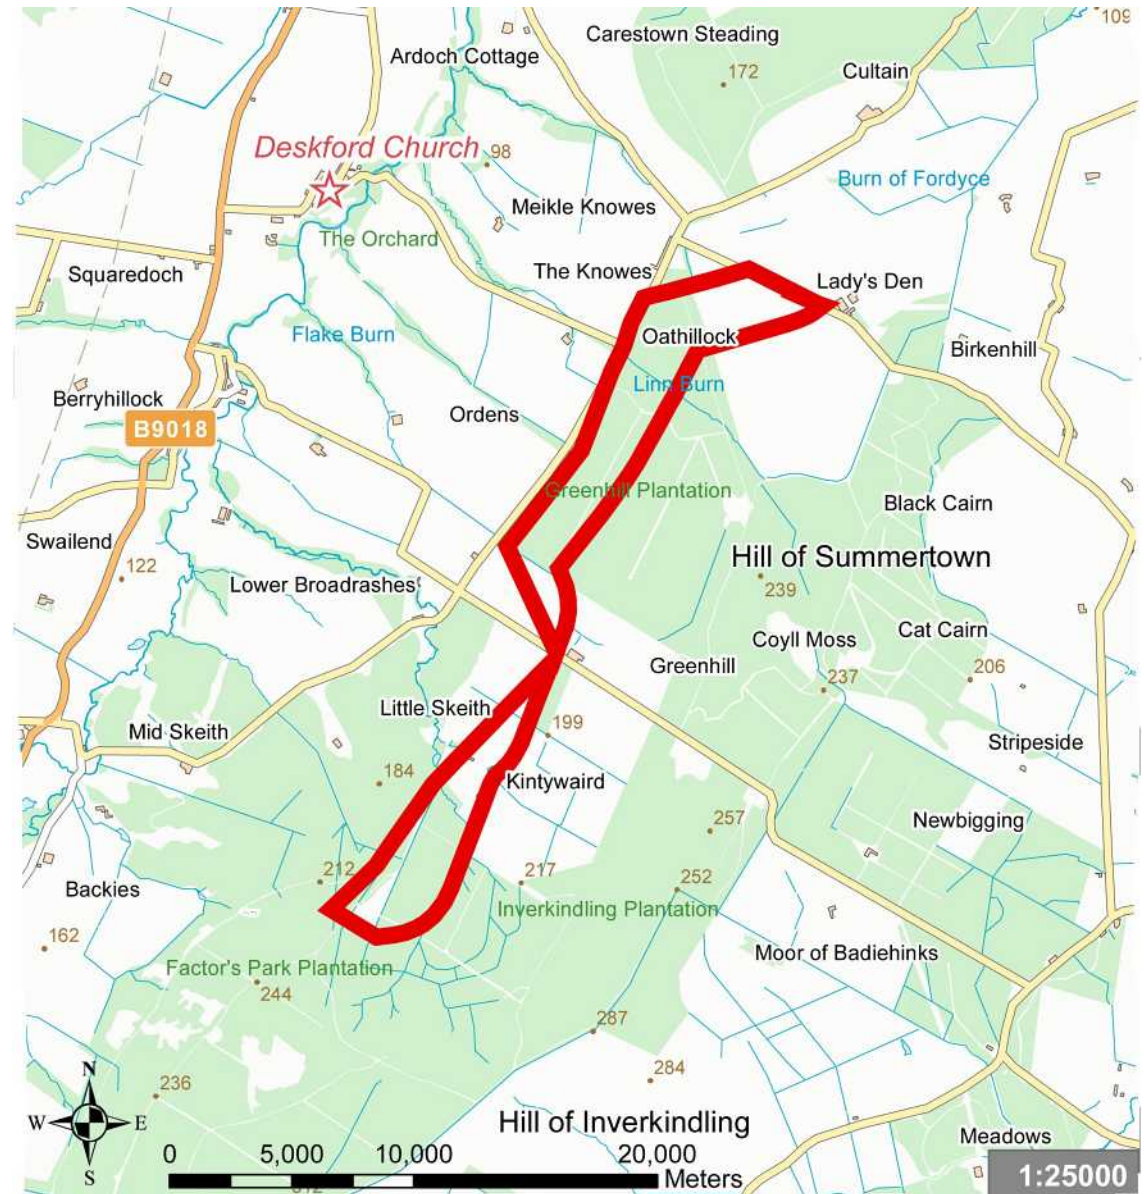 109
Carestown Steading
Ardoch Cottage
172
Cultain
Deskford Church
98
Burn of Fordyce
Meikle Knowes
The Orchard
Squaredoch
The Knowes
Lady's Den
Flake Burn
Oathillock
Birkenhill
Linn Burn
Berryhillock
Ordens
B9018
Greenhill Plantation
Black Cairn
Swailend
Hill of Summertown
122
Lower Broadrashes
239
Coyll Moss
Cat Cairn
Greenhill
237
206
Little Skeith
Mid Skeith
199
Stripeside
184
Kintywaird
257
Newbigging
212
217
252
Backies
Inverkindling Plantation
162
Moor of Badiehinks
Factor's Park Plantation
244
287
284
236
N
W E
S
Hill of Inverkindling
Meadows
0 5,000 10,000 20,000
Meters
1:25000